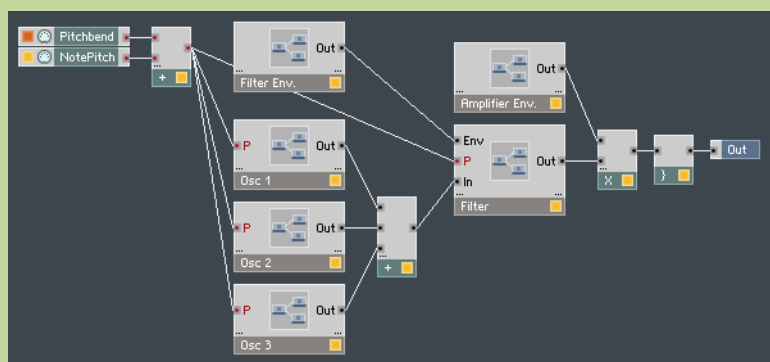 Pitchbend
NotePitch
...
+
Out
... ...
Filter Env.
P Out
...
Osc 1
P Out
... ...
Osc 2
P Out
... ...
Osc 3
...
+
Out
... ...
Amplifier Env.
Env
P Out
In
...
Filter
...
X
}
Out